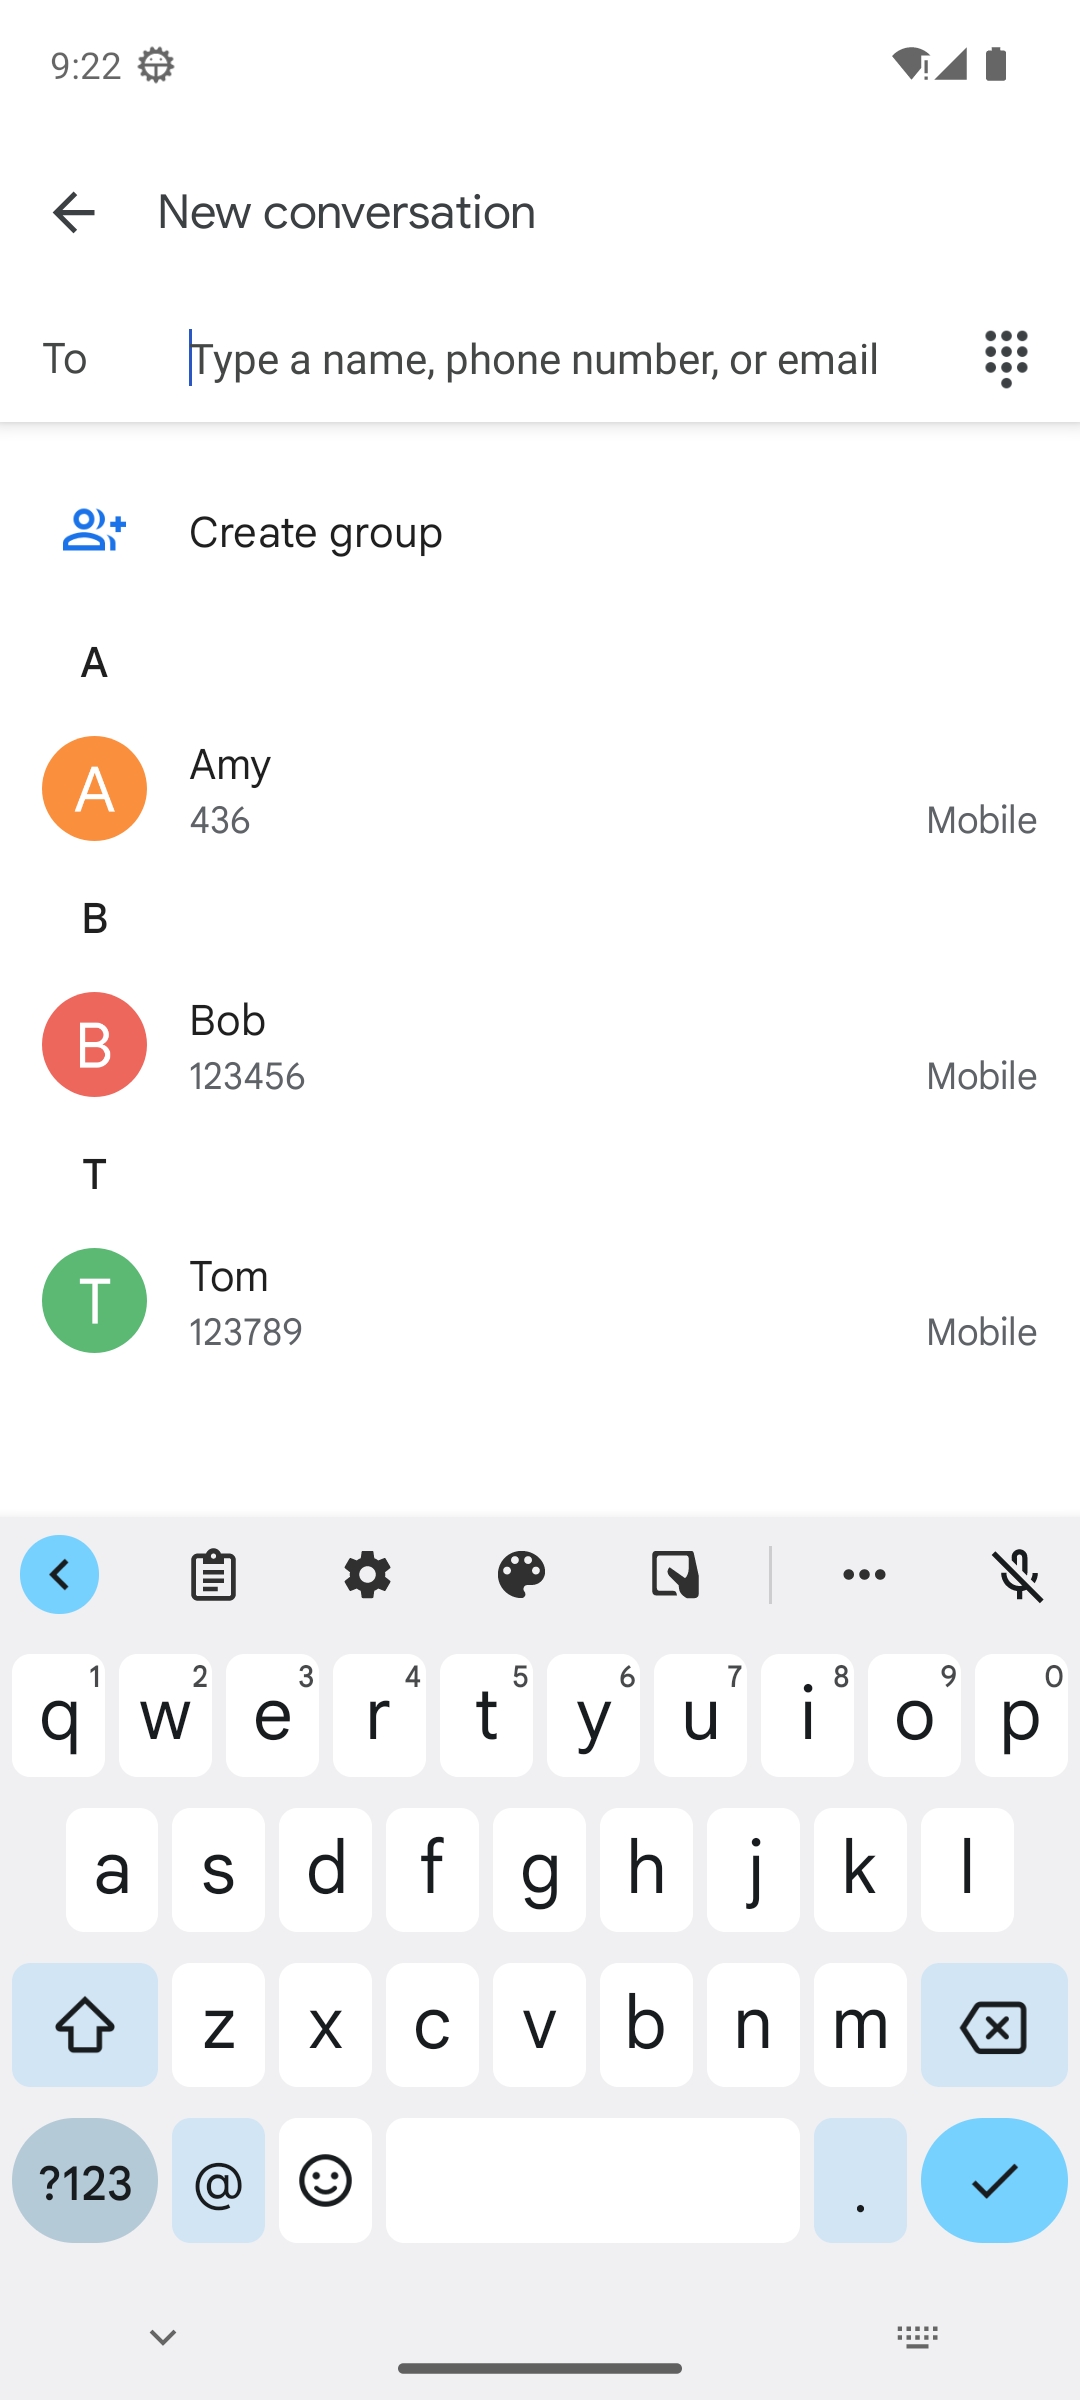 9:22
New conversation
To Type a name, phone number, or email
Create group
A
A Amy
436 Mobile
B
B Bob
123456 Mobile
T
T Tom
123789 Mobile
q1 w2 e3 r4 t5 y6 u7 i8 o9 p0
a s d f g h j k l
z x c v b n m
?123 @ .